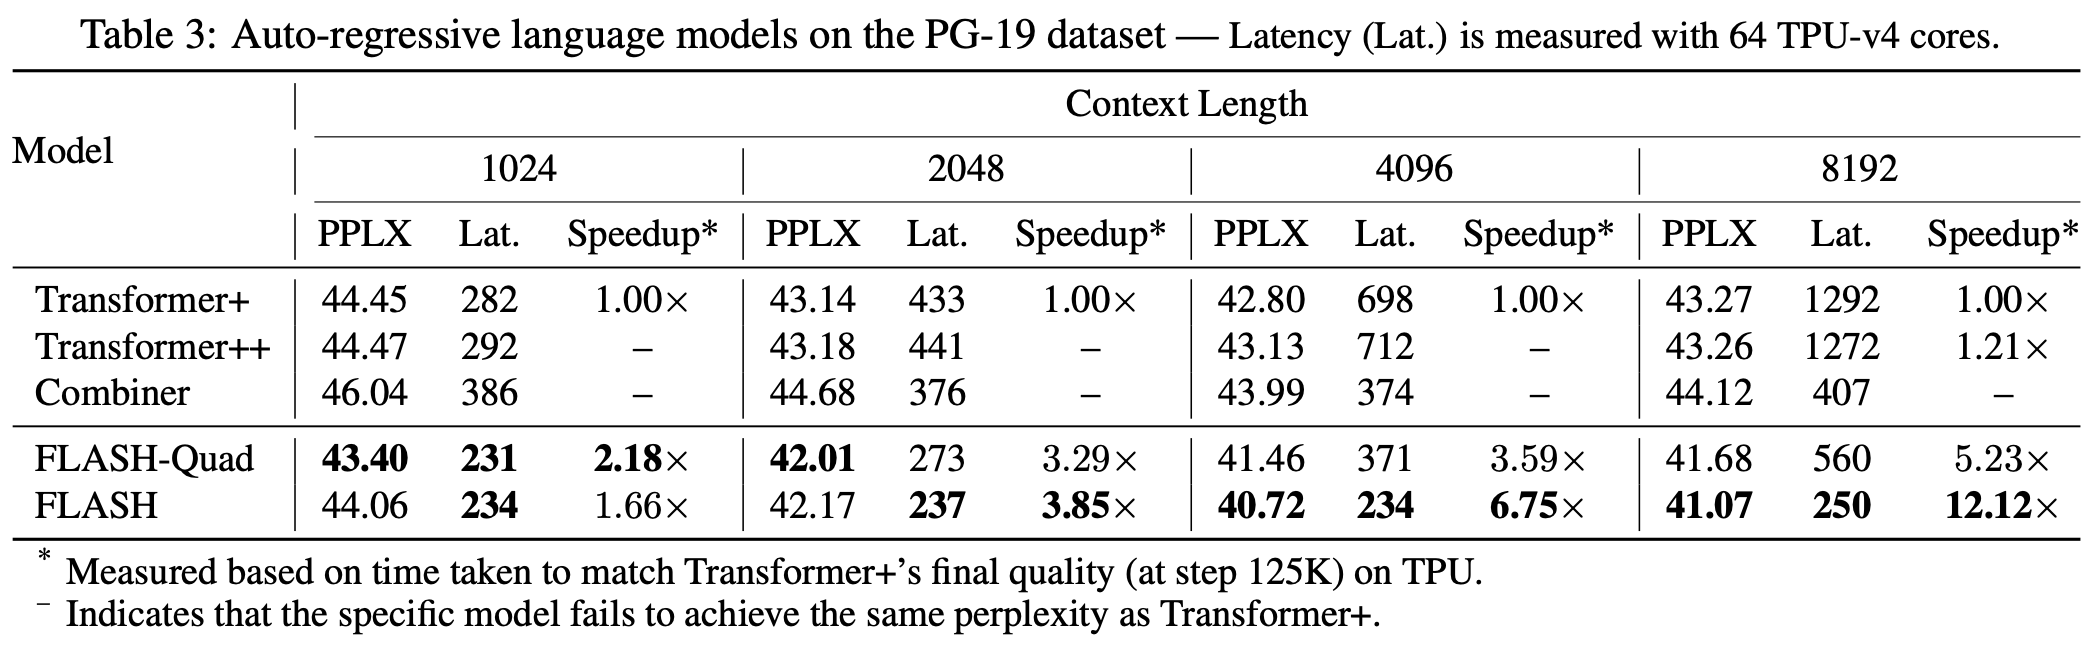 Table 3: Auto-regressive language models on the PG-19 dataset — Latency (Lat.) is measured with 64 TPU-v4 cores.
Context Length
Model
1024 2048 4096 8192
PPLX Lat. Speedup* PPLX Lat. Speedup* PPLX Lat. Speedup* PPLX Lat. Speedup*
Transformer+ 44.45 282 1.00× 43.14 433 1.00× 42.80 698 1.00× 43.27 1292 1.00×
Transformer++ 44.47 292 – 43.18 441 – 43.13 712 – 43.26 1272 1.21×
Combiner 46.04 386 – 44.68 376 – 43.99 374 – 44.12 407 –
FLASH-Quad 43.40 231 2.18× 42.01 273 3.29× 41.46 371 3.59× 41.68 560 5.23×
FLASH 44.06 234 1.66× 42.17 237 3.85× 40.72 234 6.75× 41.07 250 12.12×
* Measured based on time taken to match Transformer+'s final quality (at step 125K) on TPU.
– Indicates that the specific model fails to achieve the same perplexity as Transformer+.